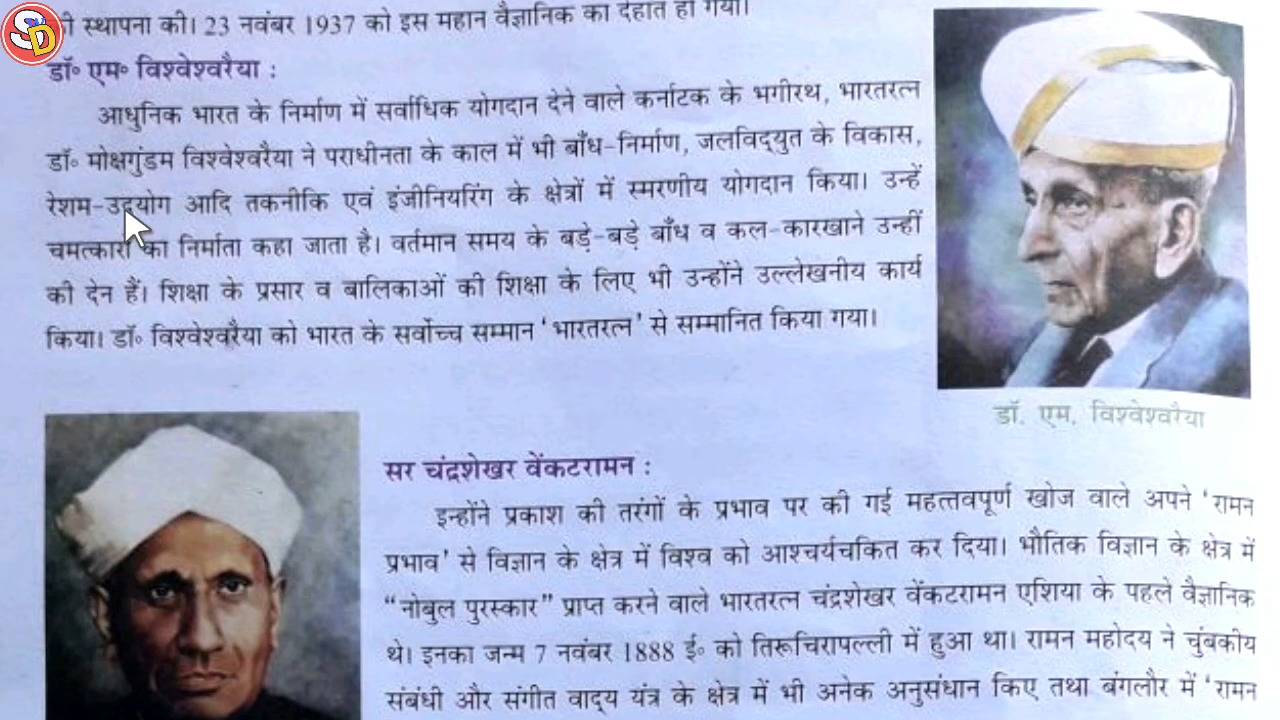 SD
स्थापना की। 23 नवंबर 1937 को इस महान वैज्ञानिक का देहांत हो गया।
डॉ॰ एम॰ विश्वेश्वरैया :
आधुनिक भारत के निर्माण में सर्वाधिक योगदान देने वाले कर्नाटक के भगीरथ, भारतरत्न
डॉ॰ मोक्षगुंडम विश्वेश्वरैया ने पराधीनता के काल में भी बाँध-निर्माण, जलविद्युत के विकास,
रेशम-उद्योग आदि तकनीकि एवं इंजीनियरिंग के क्षेत्रों में स्मरणीय योगदान किया। उन्हें
चमत्कारों का निर्माता कहा जाता है। वर्तमान समय के बड़े-बड़े बाँध व कल-कारखाने उन्हीं
की देन हैं। शिक्षा के प्रसार व बालिकाओं की शिक्षा के लिए भी उन्होंने उल्लेखनीय कार्य
किया। डॉ॰ विश्वेश्वरैया को भारत के सर्वोच्च सम्मान 'भारतरत्न' से सम्मानित किया गया।
डॉ. एम. विश्वेश्वरैया
सर चंद्रशेखर वेंकटरामन :
इन्होंने प्रकाश की तरंगों के प्रभाव पर की गई महत्तवपूर्ण खोज वाले अपने 'रामन
प्रभाव' से विज्ञान के क्षेत्र में विश्व को आश्चर्यचकित कर दिया। भौतिक विज्ञान के क्षेत्र में
“नोबुल पुरस्कार” प्राप्त करने वाले भारतरत्न चंद्रशेखर वेंकटरामन एशिया के पहले वैज्ञानिक
थे। इनका जन्म 7 नवंबर 1888 ई॰ को तिरूचिरापल्ली में हुआ था। रामन महोदय ने चुंबकीय
संबंधी और संगीत वाद्य यंत्र के क्षेत्र में भी अनेक अनुसंधान किए तथा बंगलौर में 'रामन